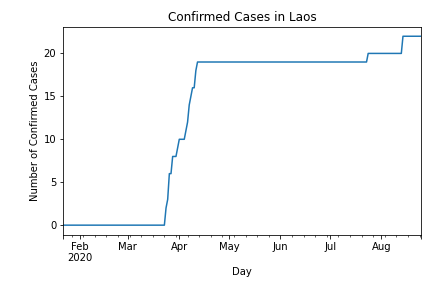 Confirmed Cases in Laos
Number of Confirmed Cases
20
15
10
5
0
Feb Mar Apr May Jun Jul Aug
2020
Day